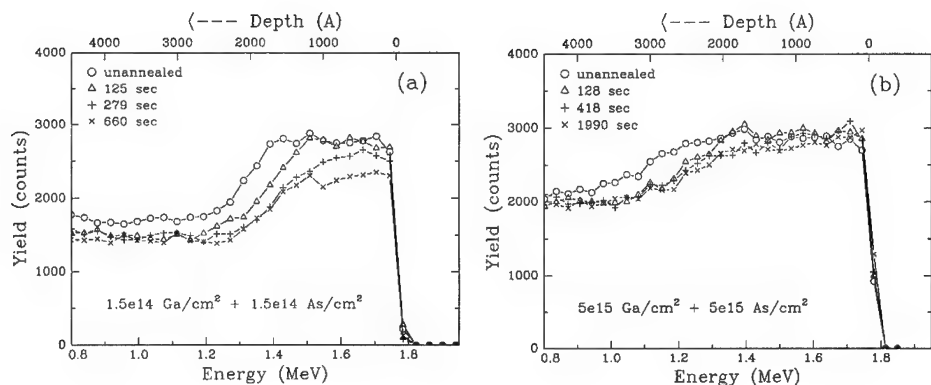 ⟨--- Depth (A)
4000 3000 2000 1000 0
4000
3000
2000
1000
0
Yield (counts)
(a)
○ unannealed
△ 125 sec
+ 279 sec
× 660 sec
1.5e14 Ga/cm² + 1.5e14 As/cm²
0.8 1.0 1.2 1.4 1.6 1.8
Energy (MeV)
⟨--- Depth (A)
4000 3000 2000 1000 0
4000
3000
2000
1000
0
Yield (counts)
(b)
○ unannealed
△ 128 sec
+ 418 sec
× 1990 sec
5e15 Ga/cm² + 5e15 As/cm²
0.8 1.0 1.2 1.4 1.6 1.8
Energy (MeV)